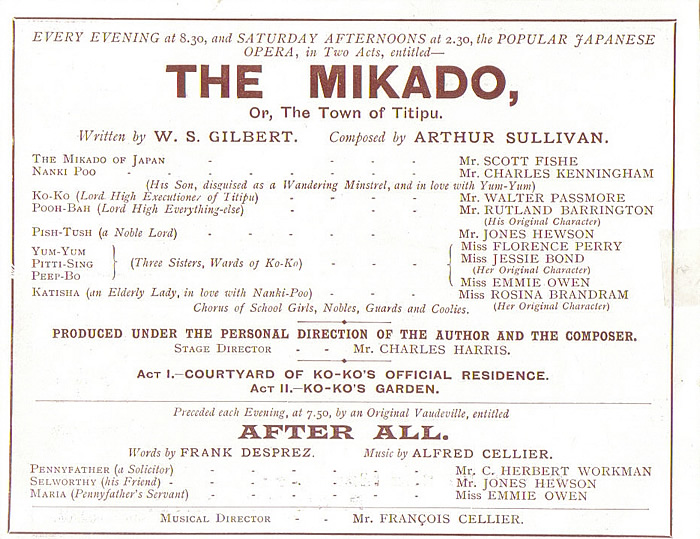 EVERY EVENING at 8.30, and SATURDAY AFTERNOONS at 2.30, the POPULAR JAPANESE
OPERA, in Two Acts, entitled—
THE MIKADO,
Or, The Town of Titipu.
Written by W. S. GILBERT. Composed by ARTHUR SULLIVAN.
THE MIKADO OF JAPAN - - - - Mr. SCOTT FISHE
NANKI POO - - - - - - Mr. CHARLES KENNINGHAM
(His Son, disguised as a Wandering Minstrel, and in love with Yum-Yum)
KO-KO (Lord High Executioner of Titipu) - - - - Mr. WALTER PASSMORE
POOH-BAH (Lord High Everything-else) - - - - Mr. RUTLAND BARRINGTON
(His Original Character)
PISH-TUSH (a Noble Lord) - - - - - - Mr. JONES HEWSON
YUM-YUM Miss FLORENCE PERRY
PITTI-SING (Three Sisters, Wards of Ko-Ko) - - - Miss JESSIE BOND
(Her Original Character)
PEEP-BO Miss EMMIE OWEN
KATISHA (an Elderly Lady, in love with Nanki-Poo) - - - Miss ROSINA BRANDRAM
Chorus of School Girls, Nobles, Guards and Coolies. (Her Original Character)
PRODUCED UNDER THE PERSONAL DIRECTION OF THE AUTHOR AND THE COMPOSER.
STAGE DIRECTOR - - Mr. CHARLES HARRIS.
ACT I.—COURTYARD OF KO-KO'S OFFICIAL RESIDENCE.
ACT II.—KO-KO'S GARDEN.
Preceded each Evening, at 7.50, by an Original Vaudeville, entitled
AFTER ALL.
Words by FRANK DESPREZ. Music by ALFRED CELLIER.
PENNYFATHER (a Solicitor) - - - - - - Mr. C. HERBERT WORKMAN
SELWORTHY (his Friend) - - - - - - - Mr. JONES HEWSON
MARIA (Pennyfather's Servant) - - - - - - Miss EMMIE OWEN
MUSICAL DIRECTOR - - Mr. FRANÇOIS CELLIER.